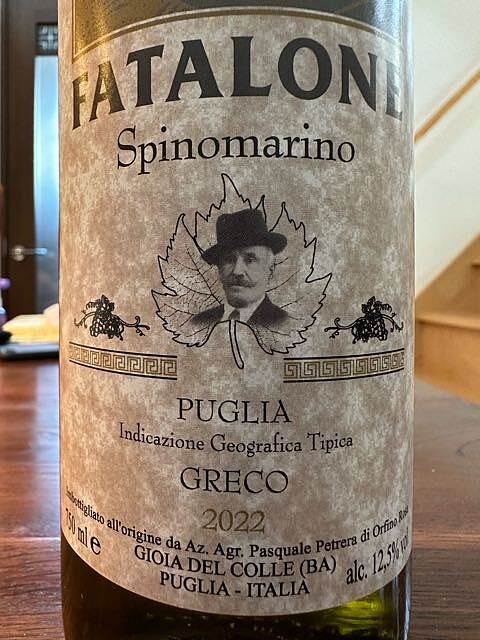 FATALONE
Spinomarino
PUGLIA
Indicazione Geografica Tipica
GRECO
2022
Imbottigliato all'origine da Az. Agr. Pasquale Petrera di Orfino Rosa
750 ml e
GIOIA DEL COLLE (BA)
alc. 12,5% vol
PUGLIA - ITALIA